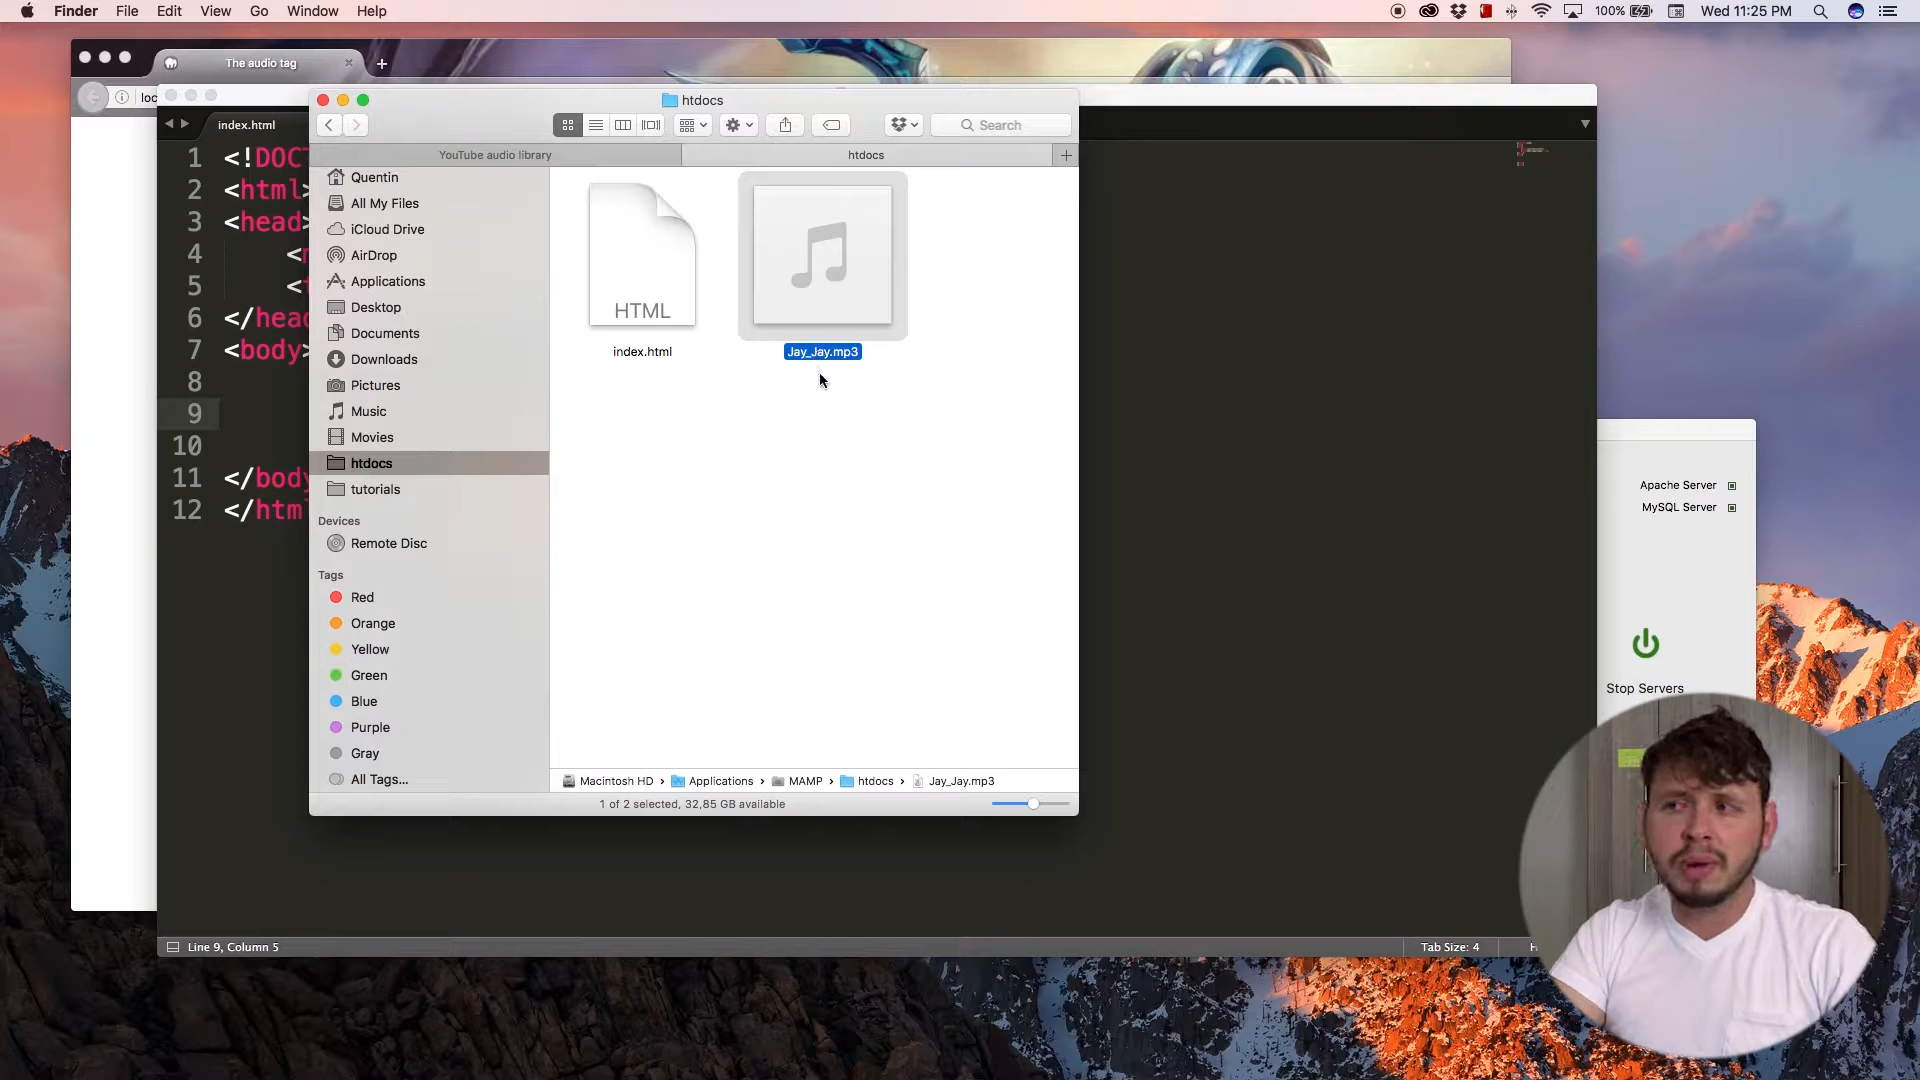 Finder File Edit View Go Window Help
100% Wed 11:25 PM
The audio tag
loc
htdocs
index.html
Search
YouTube audio library htdocs
1 <!DOCT
2 <html>
3 <head>
4 <m
5 <t
6 </head
7 <body>
8
9
10
11 </body
12 </htm
Quentin
All My Files
iCloud Drive
AirDrop
Applications
Desktop
Documents
Downloads
Pictures
Music
Movies
htdocs
tutorials
Devices
Remote Disc
Tags
Red
Orange
Yellow
Green
Blue
Purple
Gray
All Tags...
HTML
index.html
Jay_Jay.mp3
Macintosh HD › Applications › MAMP › htdocs › Jay_Jay.mp3
1 of 2 selected, 32,85 GB available
Apache Server
MySQL Server
Stop Servers
Line 9, Column 5
Tab Size: 4
H